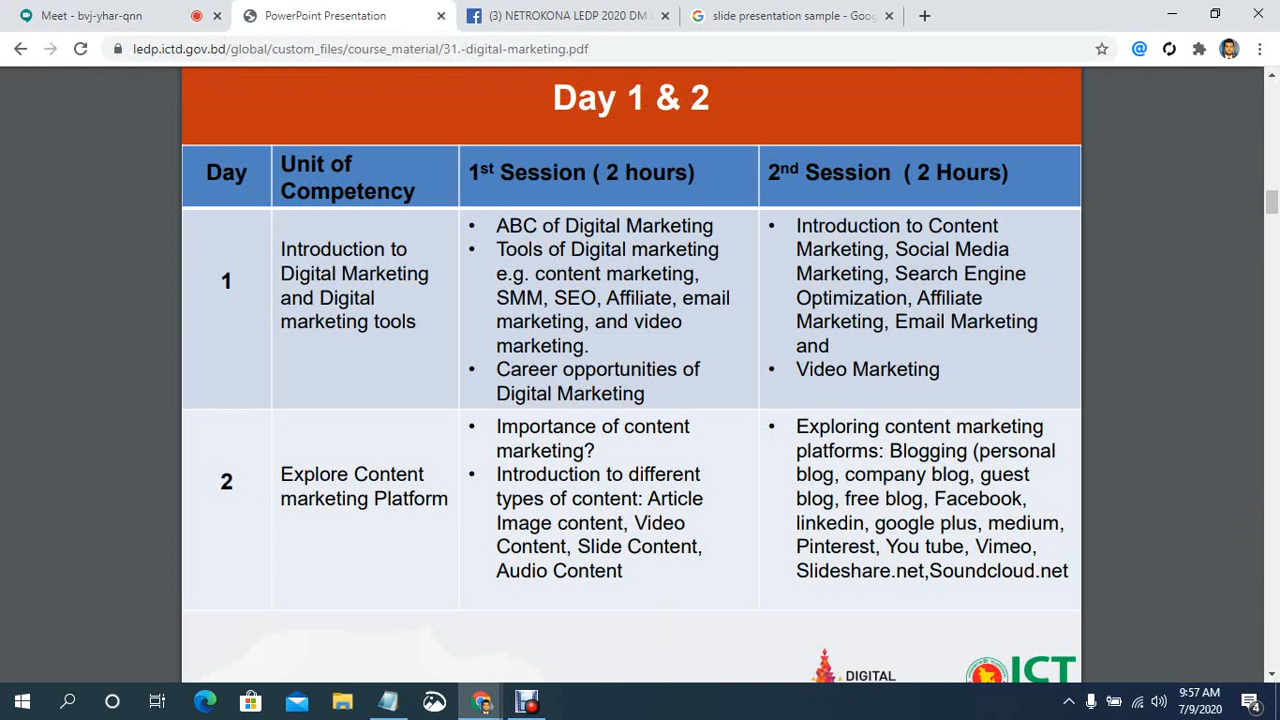 Meet - bvj-yhar-qnn
PowerPoint Presentation
(3) NETROKONA LEDP 2020 DM
slide presentation sample - Goo
ledp.ictd.gov.bd/global/custom_files/course_material/31.-digital-marketing.pdf
Day 1 & 2
Day
Unit of
Competency
1st Session ( 2 hours)
2nd Session ( 2 Hours)
1
Introduction to
Digital Marketing
and Digital
marketing tools
• ABC of Digital Marketing
• Tools of Digital marketing
e.g. content marketing,
SMM, SEO, Affiliate, email
marketing, and video
marketing.
• Career opportunities of
Digital Marketing
• Introduction to Content
Marketing, Social Media
Marketing, Search Engine
Optimization, Affiliate
Marketing, Email Marketing
and
• Video Marketing
2
Explore Content
marketing Platform
• Importance of content
marketing?
• Introduction to different
types of content: Article
Image content, Video
Content, Slide Content,
Audio Content
• Exploring content marketing
platforms: Blogging (personal
blog, company blog, guest
blog, free blog, Facebook,
linkedin, google plus, medium,
Pinterest, You tube, Vimeo,
Slideshare.net,Soundcloud.net
DIGITAL
ICT
9:57 AM
7/9/2020
4